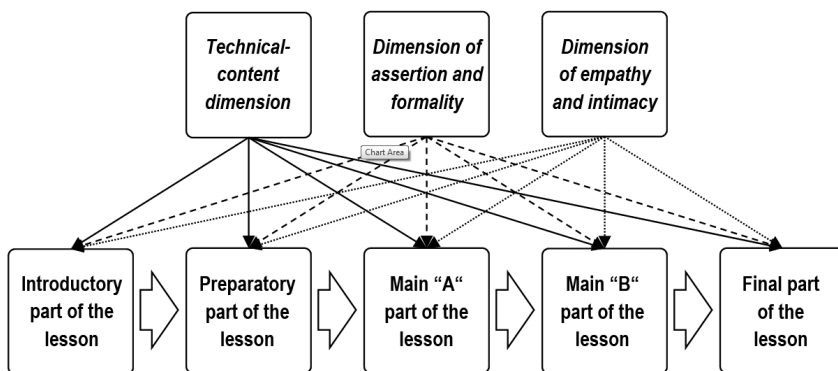 Technical-
content
dimension
Dimension of
assertion and
formality
Dimension
of empathy
and intimacy
Chart Area
Introductory
part of the
lesson
Preparatory
part of the
lesson
Main “A“
part of the
lesson
Main “B“
part of the
lesson
Final part
of the
lesson